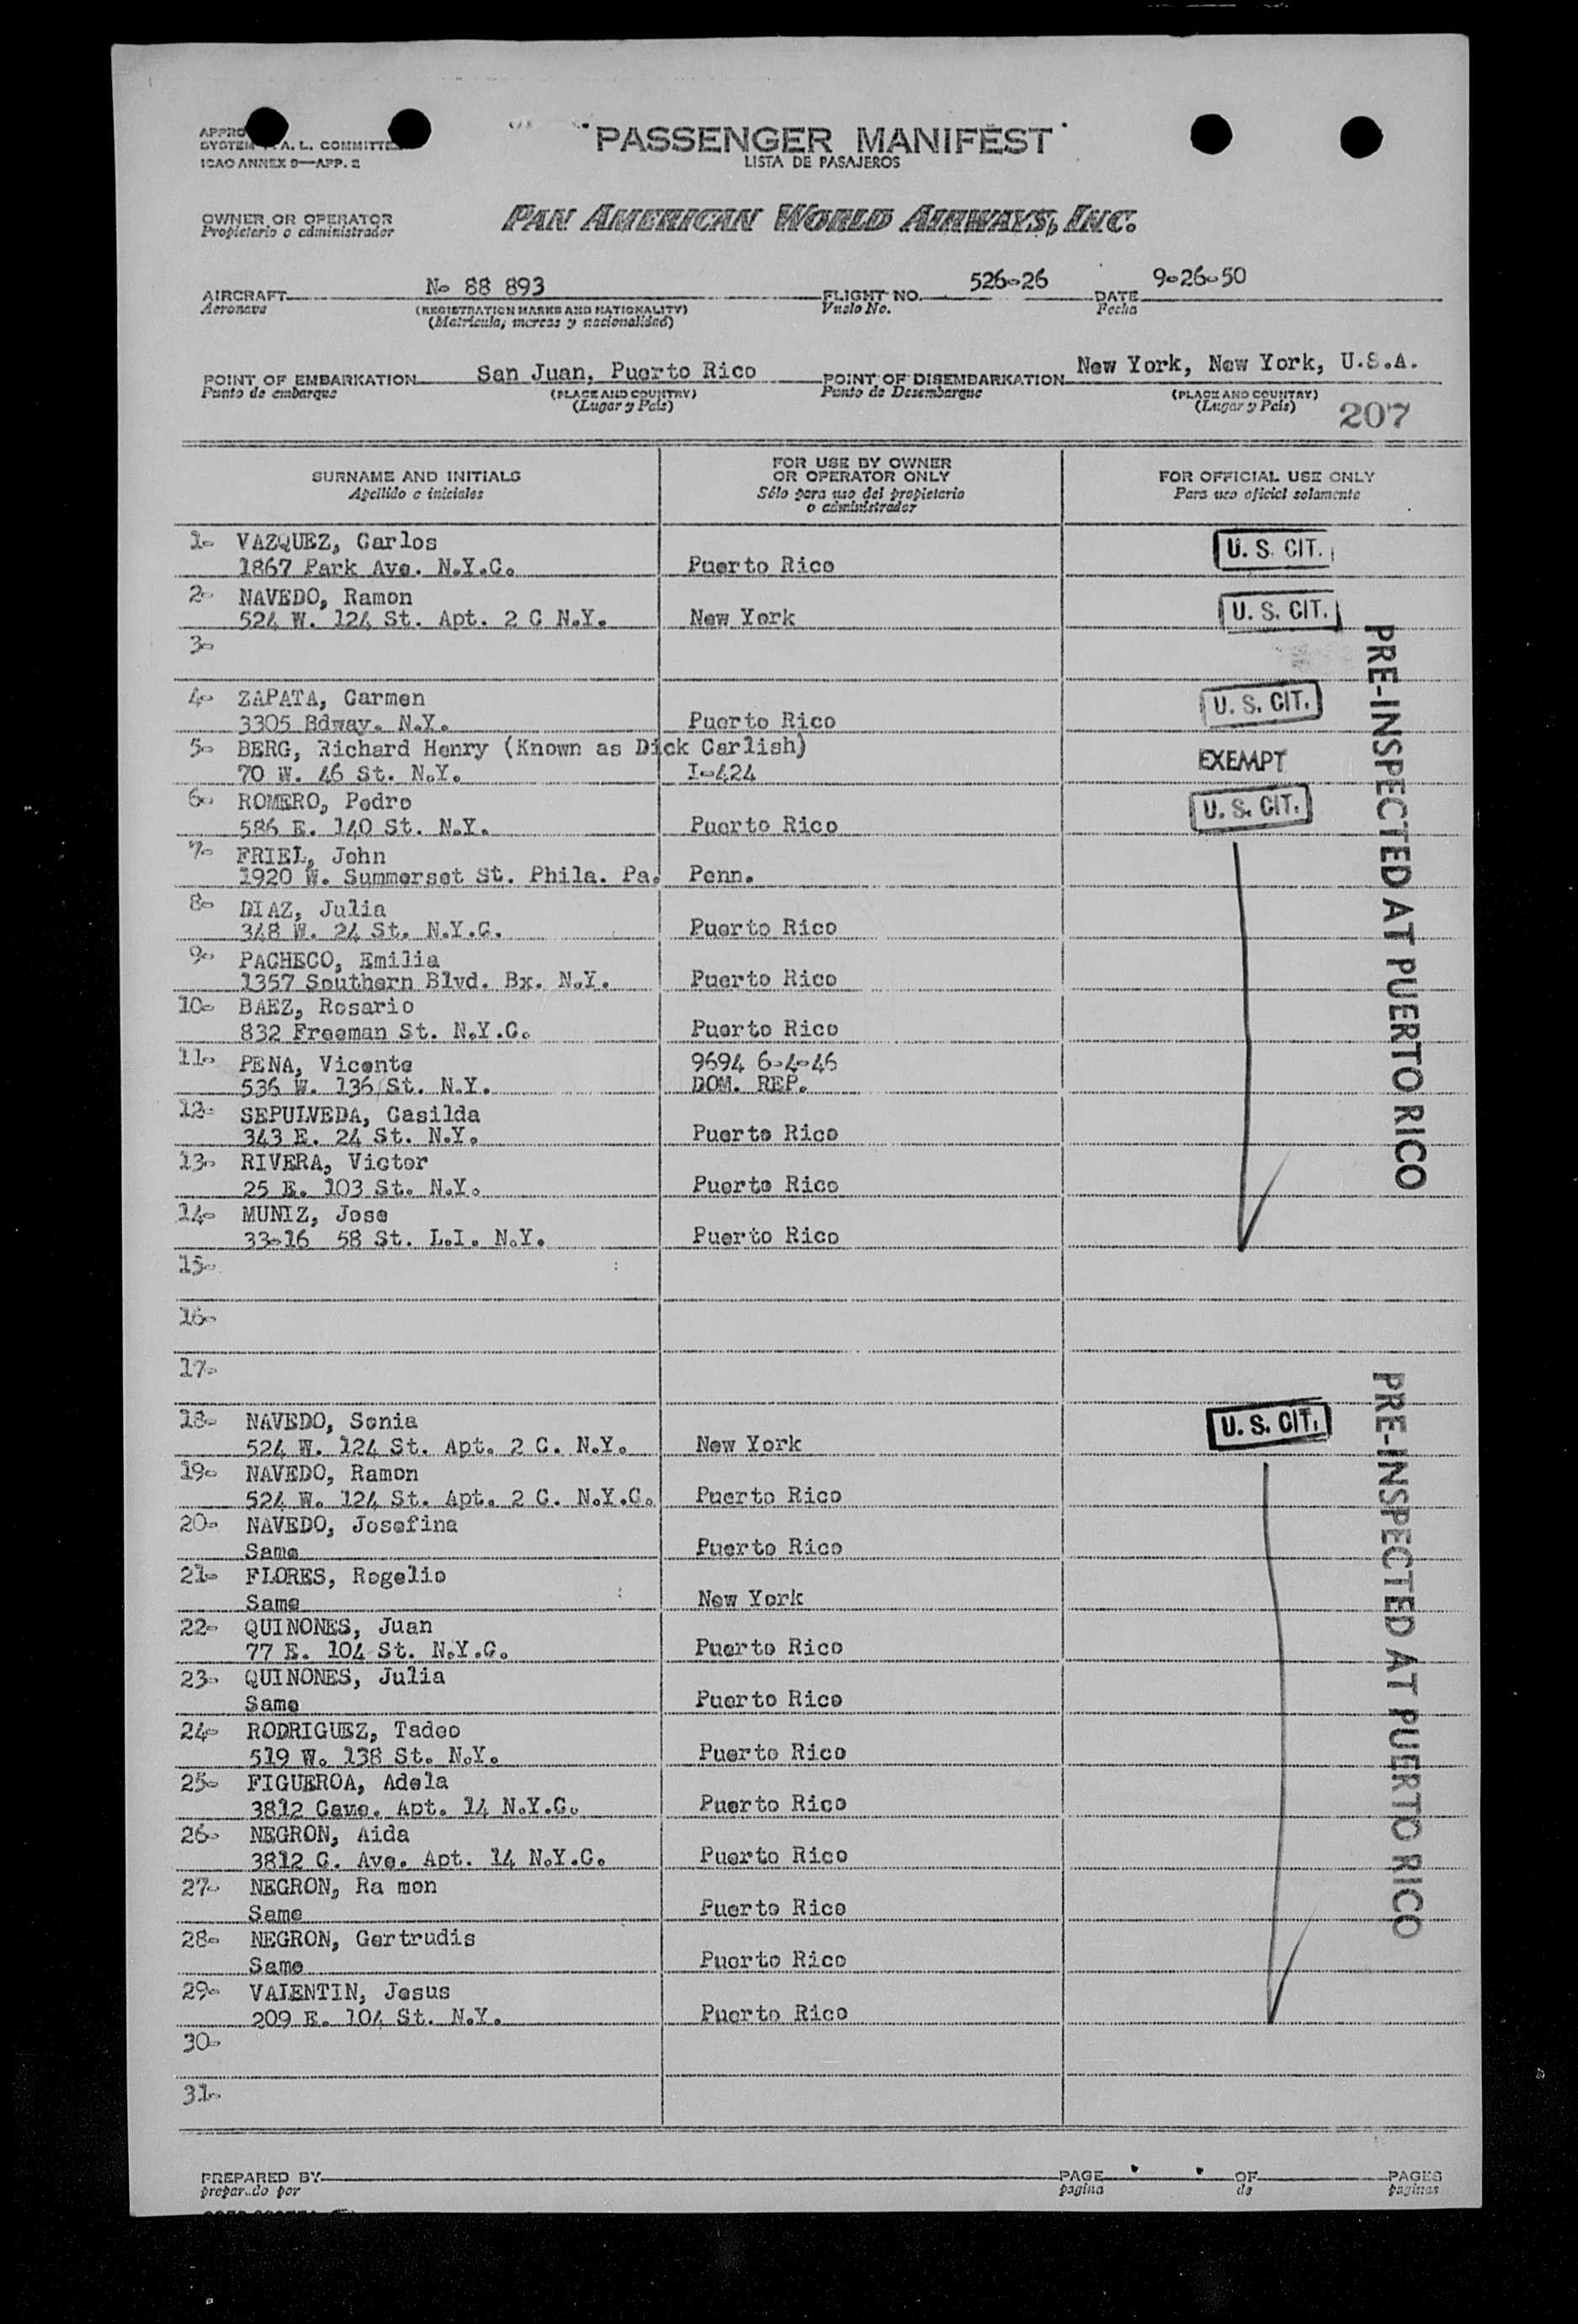 APPRO
SYSTEM A. L. COMMITTE
ICAO ANNEX 9—APP. 2
PASSENGER MANIFEST
LISTA DE PASAJEROS
OWNER OR OPERATOR
Propietario o administrador
PAN AMERICAN WORLD AIRWAYS, INC.
AIRCRAFT N- 88 893 FLIGHT NO. 526-26 DATE 9-26-50
Aeronave (REGISTRATION MARKS AND NATIONALITY) Vuelo No. Fecha
(Matricula, marcas y nacionalidad)
POINT OF EMBARKATION San Juan, Puerto Rico POINT OF DISEMBARKATION New York, New York, U.S.A.
Punto de embarque (PLACE AND COUNTRY) Punto de Desembarque (PLACE AND COUNTRY)
(Lugar y Pais) (Lugar y Pais) 207
SURNAME AND INITIALS FOR USE BY OWNER OR OPERATOR ONLY FOR OFFICIAL USE ONLY
Apellido e iniciales Sólo para uso del propietario o administrador Para uso oficial solamente
1- VAZQUEZ, Carlos U. S. CIT.
1867 Park Ave. N.Y.C. Puerto Rico
2- NAVEDO, Ramon U. S. CIT.
524 W. 124 St. Apt. 2 C N.Y. New York
3-
4- ZAPATA, Carmen U. S. CIT.
3305 Bdway. N.Y. Puerto Rico
5- BERG, Richard Henry (Known as Dick Carlish) EXEMPT
70 W. 46 St. N.Y. I-424
6- ROMERO, Pedro U. S. CIT.
586 E. 140 St. N.Y. Puerto Rico
7- FRIEL, John
1920 W. Summerset St. Phila. Pa. Penn.
8- DIAZ, Julia
348 W. 24 St. N.Y.C. Puerto Rico
9- PACHECO, Emilia
1357 Southern Blvd. Bx. N.Y. Puerto Rico
10- BAEZ, Rosario
832 Freeman St. N.Y.C. Puerto Rico
11- PENA, Vicente 9694 6-4-46
536 W. 136 St. N.Y. DOM. REP.
12- SEPULVEDA, Casilda
343 E. 24 St. N.Y. Puerto Rico
13- RIVERA, Victor
25 E. 103 St. N.Y. Puerto Rico
14- MUNIZ, Jose
33-16 58 St. L.I. N.Y. Puerto Rico
PRE-INSPECTED AT PUERTO RICO
15-
16-
17-
18- NAVEDO, Sonia U. S. CIT.
524 W. 124 St. Apt. 2 C. N.Y. New York
19- NAVEDO, Ramon
524 W. 124 St. Apt. 2 C. N.Y.C. Puerto Rico
20- NAVEDO, Josefina
Same Puerto Rico
21- FLORES, Rogelio
Same New York
22- QUINONES, Juan
77 E. 104 St. N.Y.C. Puerto Rico
23- QUINONES, Julia
Same Puerto Rico
24- RODRIGUEZ, Tadeo
519 W. 138 St. N.Y. Puerto Rico
25- FIGUEROA, Adela
3812 Cave. Apt. 14 N.Y.C. Puerto Rico
26- NEGRON, Aida
3812 C. Ave. Apt. 14 N.Y.C. Puerto Rico
27- NEGRON, Ra mon
Same Puerto Rico
28- NEGRON, Gertrudis
Same Puerto Rico
29- VALENTIN, Jesus
209 E. 104 St. N.Y. Puerto Rico
PRE-INSPECTED AT PUERTO RICO
30-
31-
PREPARED BY PAGE OF PAGES
preparado por pagina de paginas